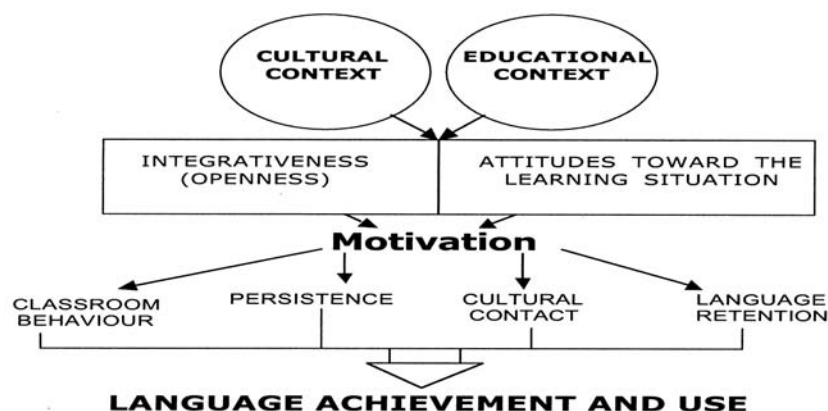 CULTURAL
CONTEXT
EDUCATIONAL
CONTEXT
INTEGRATIVENESS
(OPENNESS)
ATTITUDES TOWARD THE
LEARNING SITUATION
Motivation
CLASSROOM
BEHAVIOUR
PERSISTENCE
CULTURAL
CONTACT
LANGUAGE
RETENTION
LANGUAGE ACHIEVEMENT AND USE